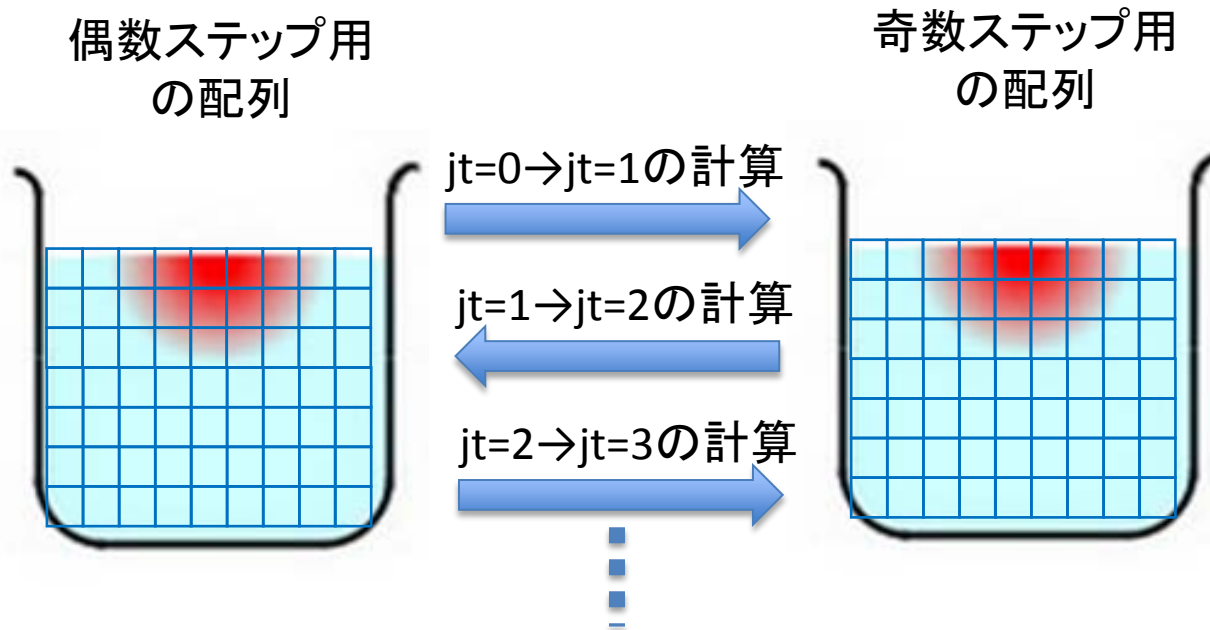 偶数ステップ用
の配列
奇数ステップ用
の配列
jt=0→jt=1の計算
jt=1→jt=2の計算
jt=2→jt=3の計算